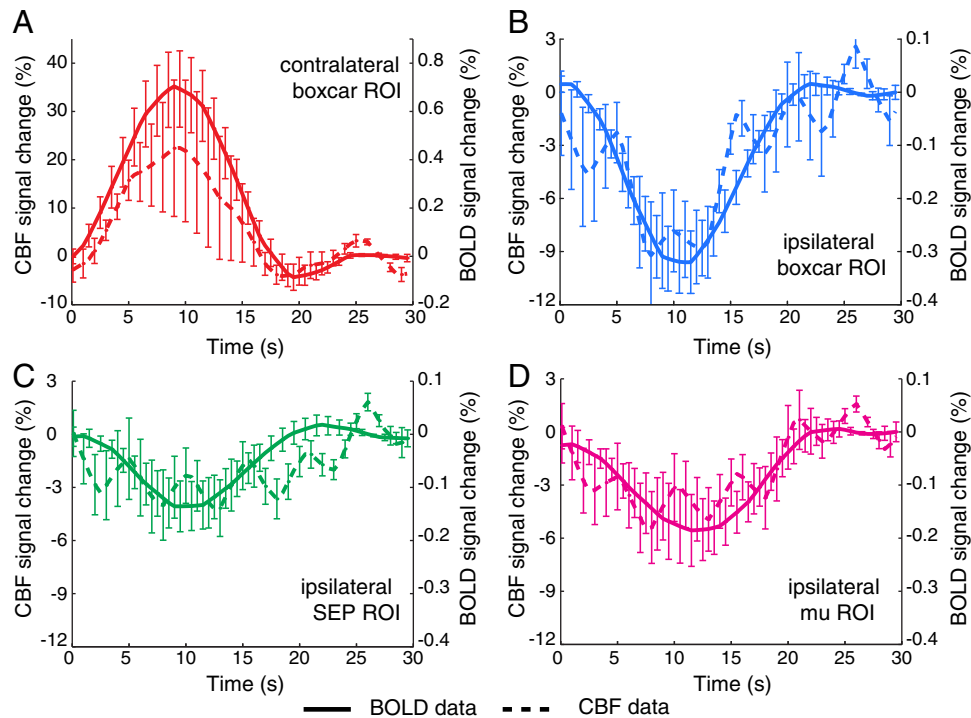 A
CBF signal change (%)
40
30
20
10
0
-10
contralateral
boxcar ROI
0.8
0.6
0.4
0.2
0
-0.2
BOLD signal change (%)
0 5 10 15 20 25 30
Time (s)
B
CBF signal change (%)
3
0
-3
-6
-9
-12
ipsilateral
boxcar ROI
0.1
0
-0.1
-0.2
-0.3
-0.4
BOLD signal change (%)
0 5 10 15 20 25 30
Time (s)
C
CBF signal change (%)
3
0
-3
-6
-9
-12
ipsilateral
SEP ROI
0.1
0
-0.1
-0.2
-0.3
-0.4
BOLD signal change (%)
0 5 10 15 20 25 30
Time (s)
D
CBF signal change (%)
3
0
-3
-6
-9
-12
ipsilateral
mu ROI
0.1
0
-0.1
-0.2
-0.3
-0.4
BOLD signal change (%)
0 5 10 15 20 25 30
Time (s)
BOLD data CBF data